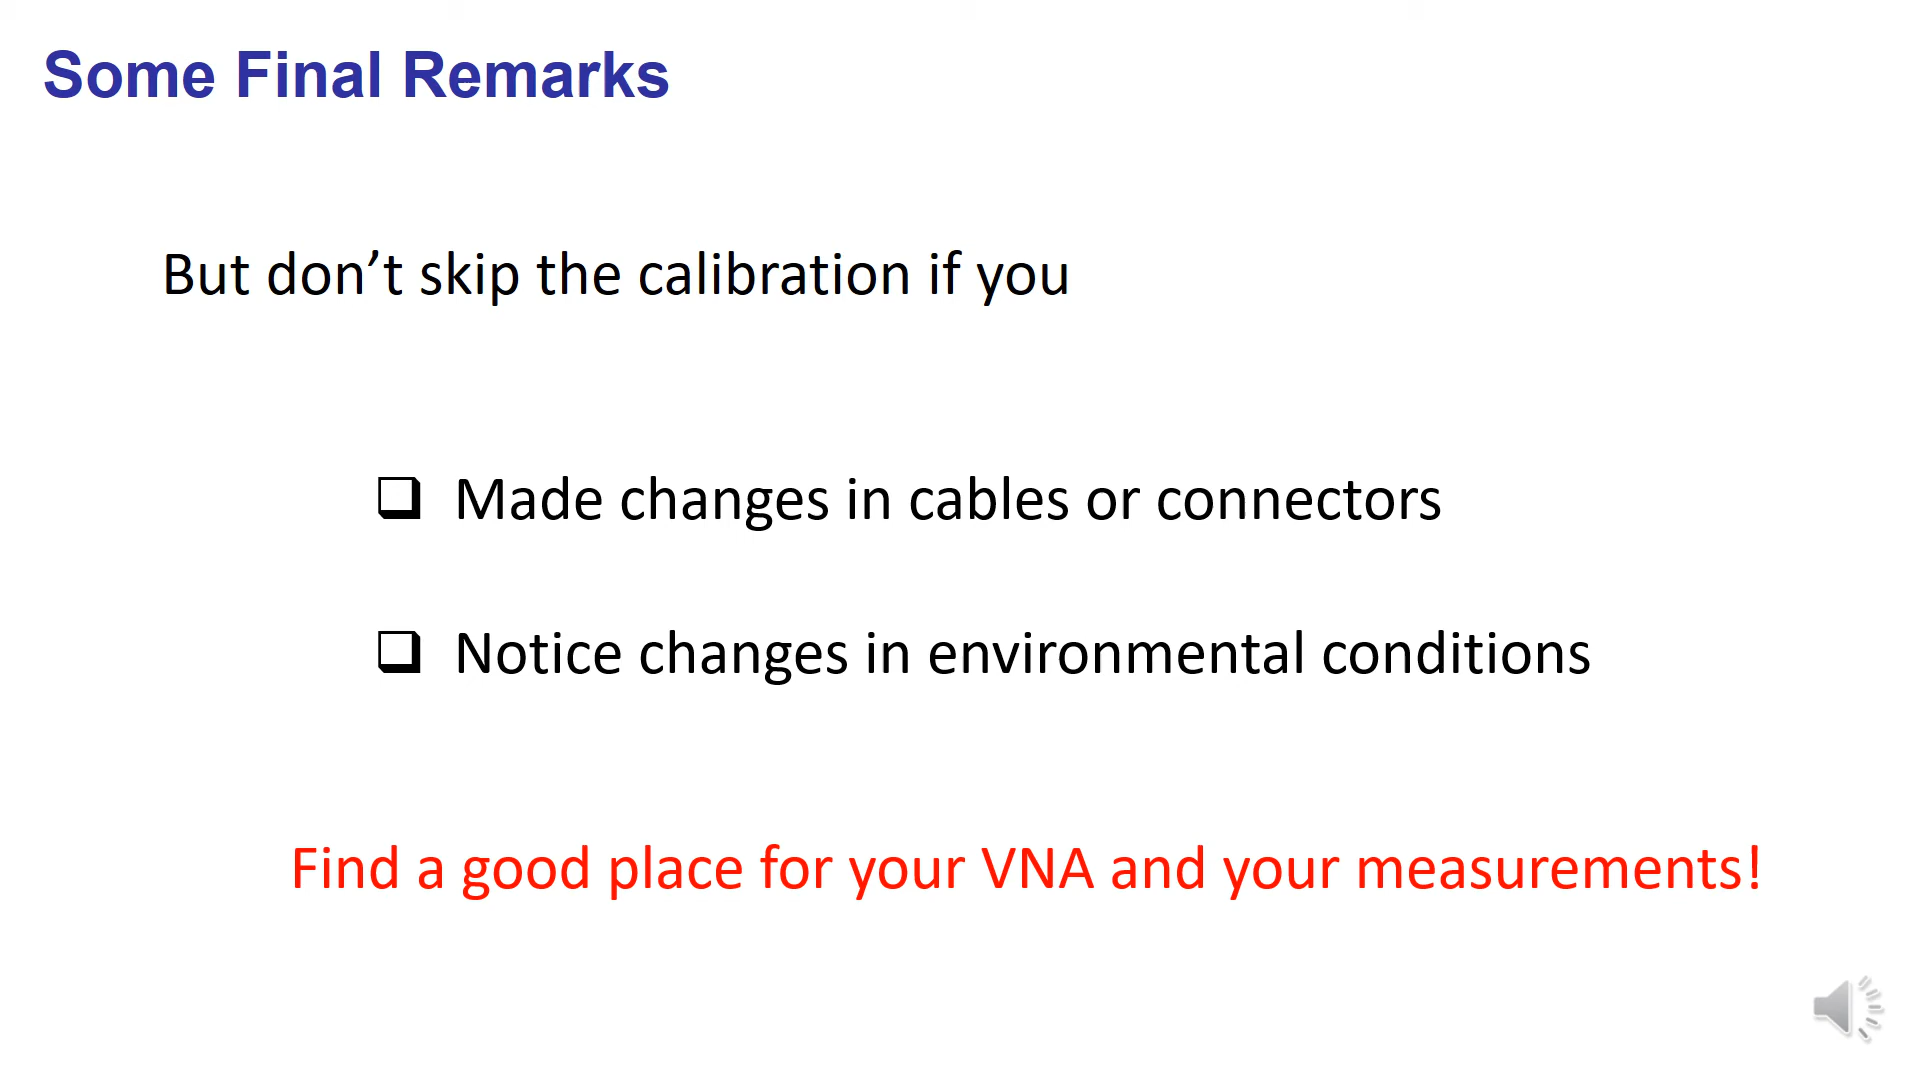 Some Final Remarks
But don’t skip the calibration if you
Made changes in cables or connectors
Notice changes in environmental conditions
Find a good place for your VNA and your measurements!